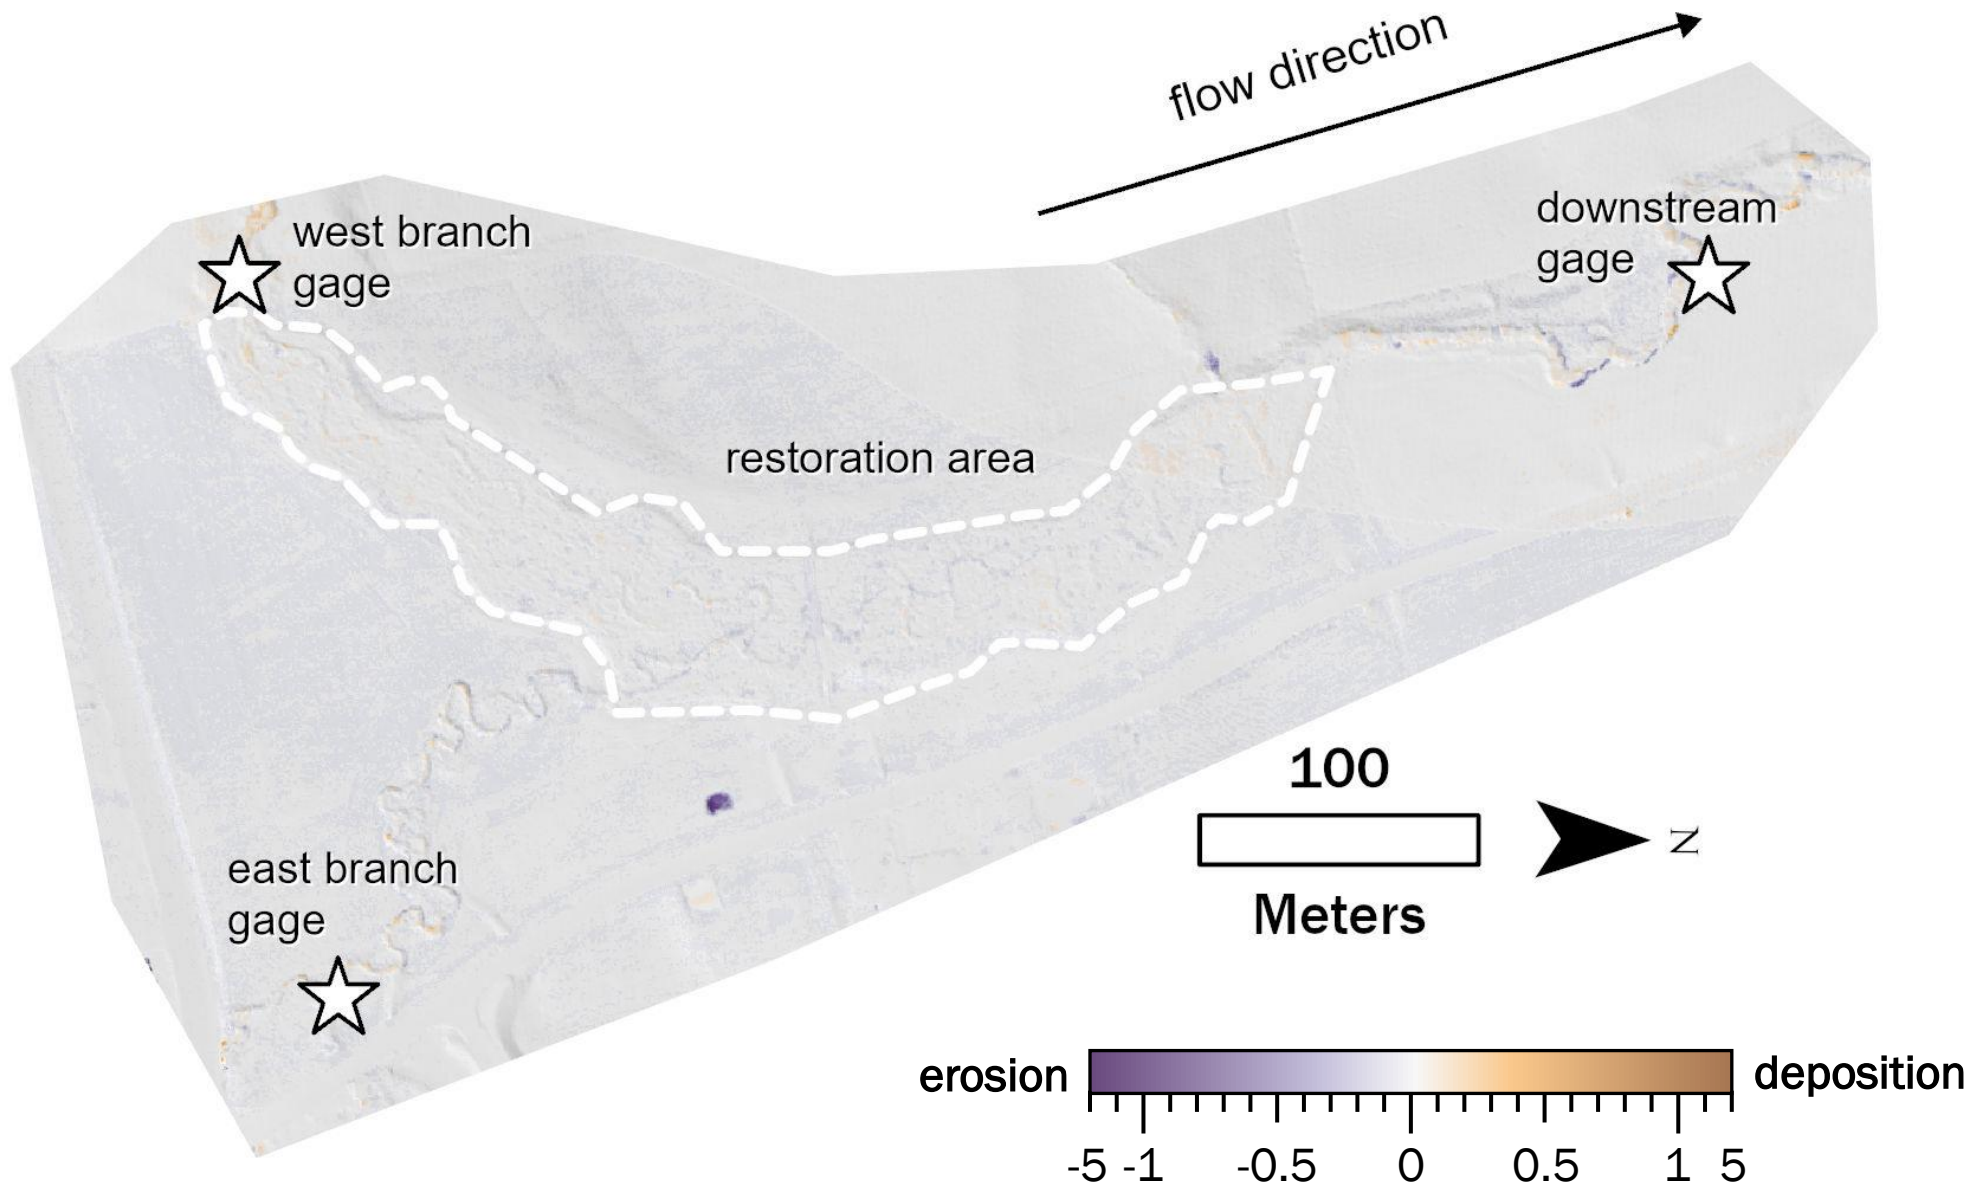 flow direction
west branch
gage
downstream
gage
restoration area
100
Meters
N
east branch
gage
erosion
deposition
-5 -1 -0.5 0 0.5 1 5